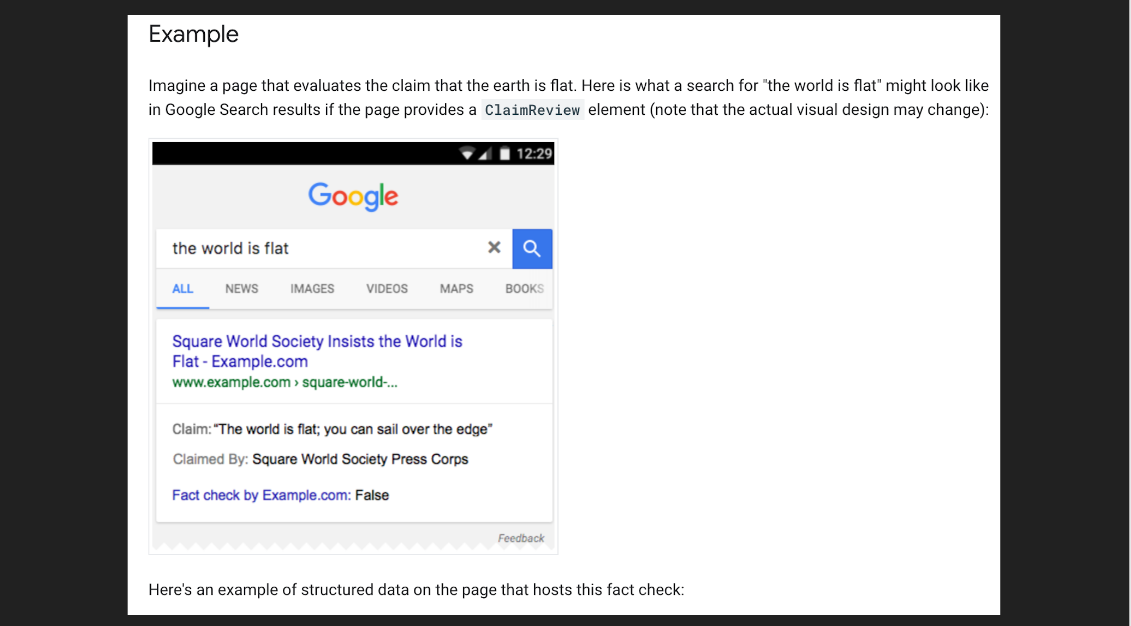 Example
Imagine a page that evaluates the claim that the earth is flat. Here is what a search for "the world is flat" might look like
in Google Search results if the page provides a ClaimReview element (note that the actual visual design may change):
12:29
Google
the world is flat
ALL NEWS IMAGES VIDEOS MAPS BOOKS
Square World Society Insists the World is
Flat - Example.com
www.example.com › square-world-...
Claim: “The world is flat; you can sail over the edge”
Claimed By: Square World Society Press Corps
Fact check by Example.com: False
Feedback
Here's an example of structured data on the page that hosts this fact check: